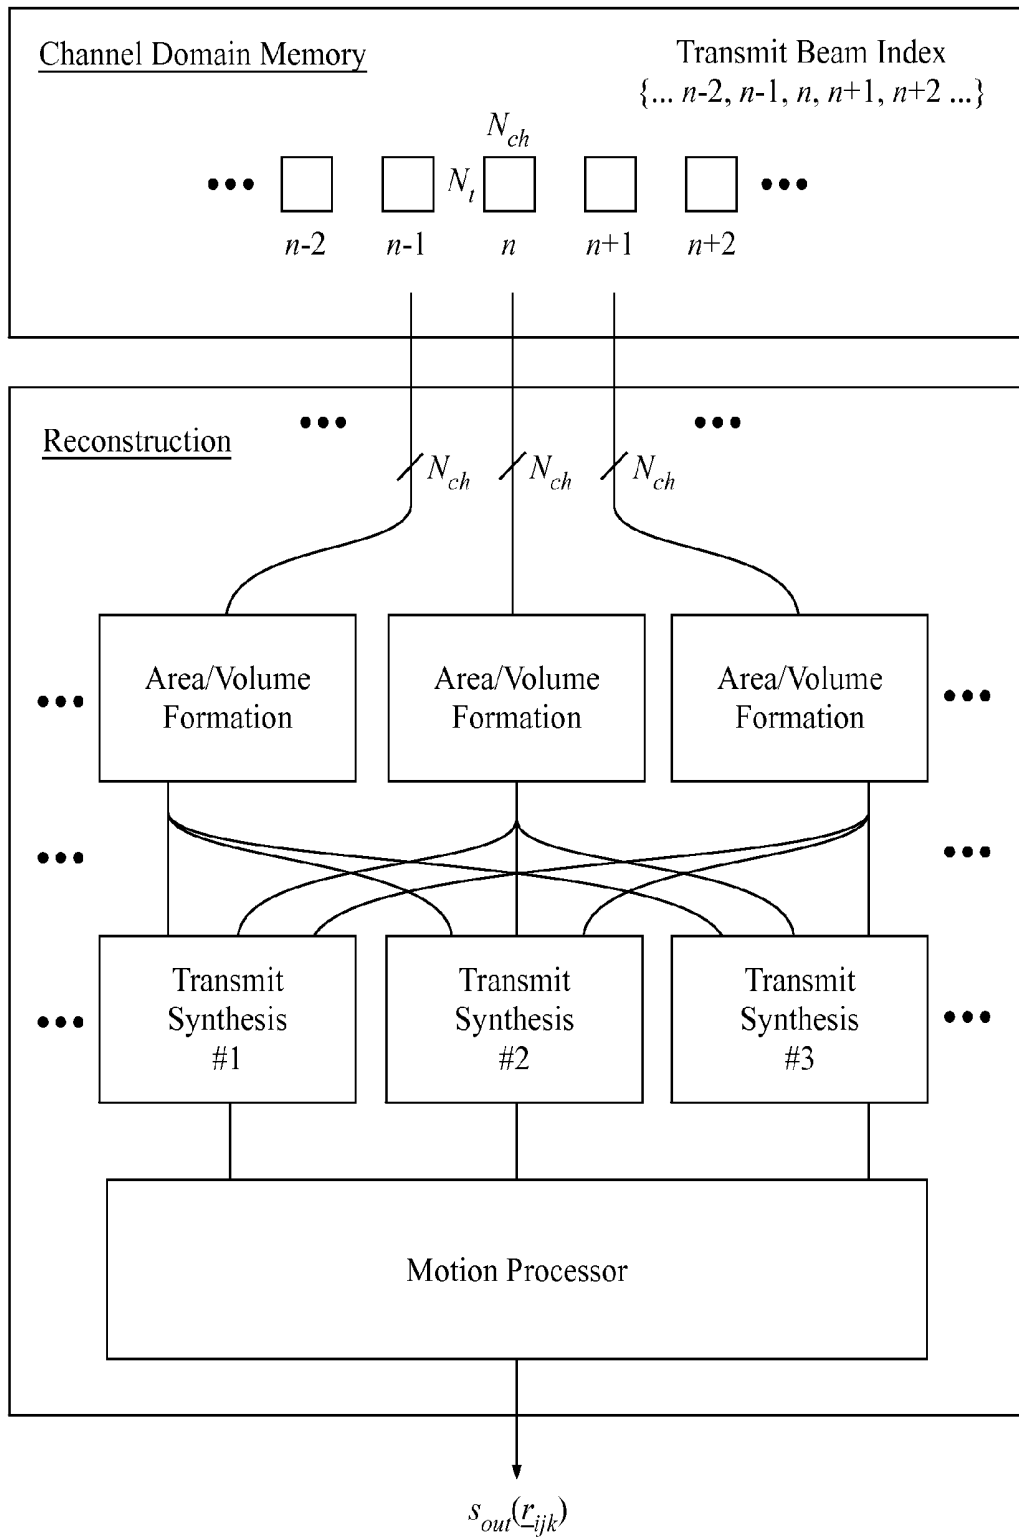 Channel Domain Memory
Transmit Beam Index
{... n-2, n-1, n, n+1, n+2 ...}
N_ch
••• N_t •••
n-2 n-1 n n+1 n+2
••• •••
Reconstruction
N_ch N_ch N_ch
Area/Volume Formation
Area/Volume Formation
Area/Volume Formation
••• •••
••• •••
Transmit Synthesis #1
Transmit Synthesis #2
Transmit Synthesis #3
••• •••
Motion Processor
s_out(r_ijk)